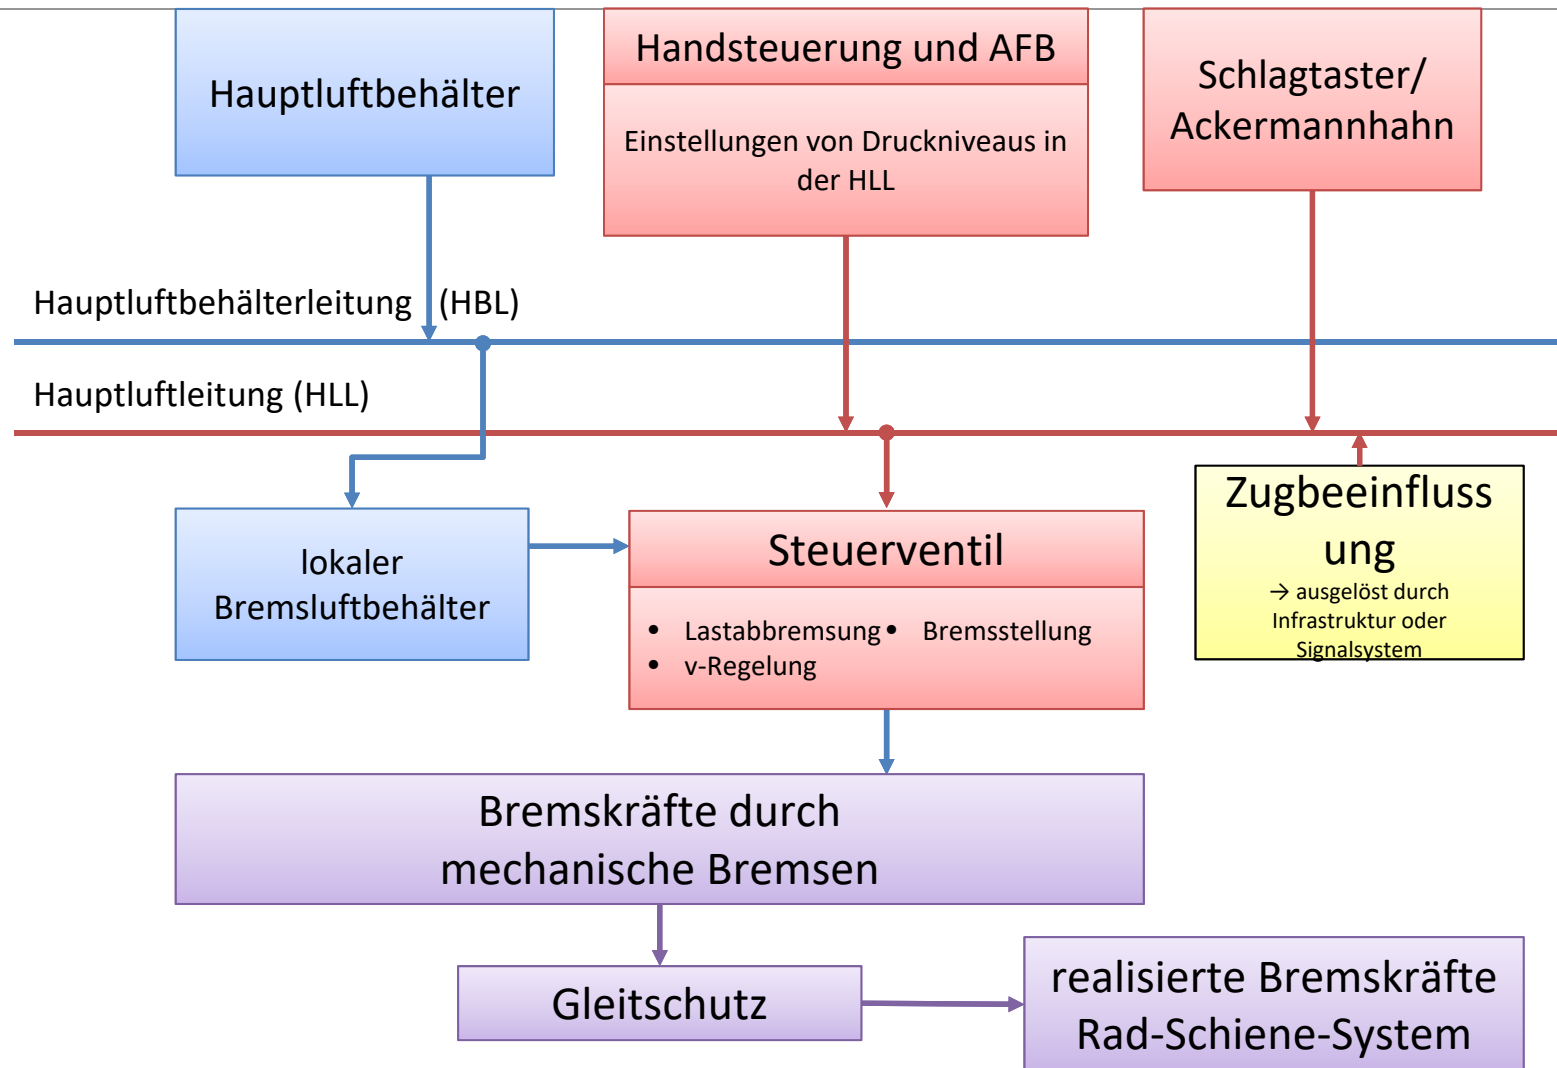 Hauptluftbehälter
Handsteuerung und AFB
Einstellungen von Druckniveaus in
der HLL
Schlagtaster/
Ackermannhahn
Hauptluftbehälterleitung (HBL)
Hauptluftleitung (HLL)
lokaler
Bremsluftbehälter
Steuerventil
• Lastabbremsung • Bremsstellung
• v-Regelung
Zugbeeinfluss
ung
→ ausgelöst durch
Infrastruktur oder
Signalsystem
Bremskräfte durch
mechanische Bremsen
Gleitschutz
realisierte Bremskräfte
Rad-Schiene-System